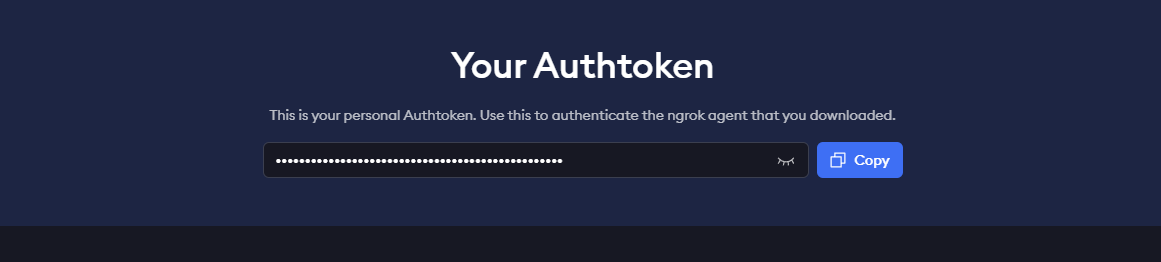 Your Authtoken
This is your personal Authtoken. Use this to authenticate the ngrok agent that you downloaded.
•••••••••••••••••••••••••••••••••••••••••••••••••
Copy